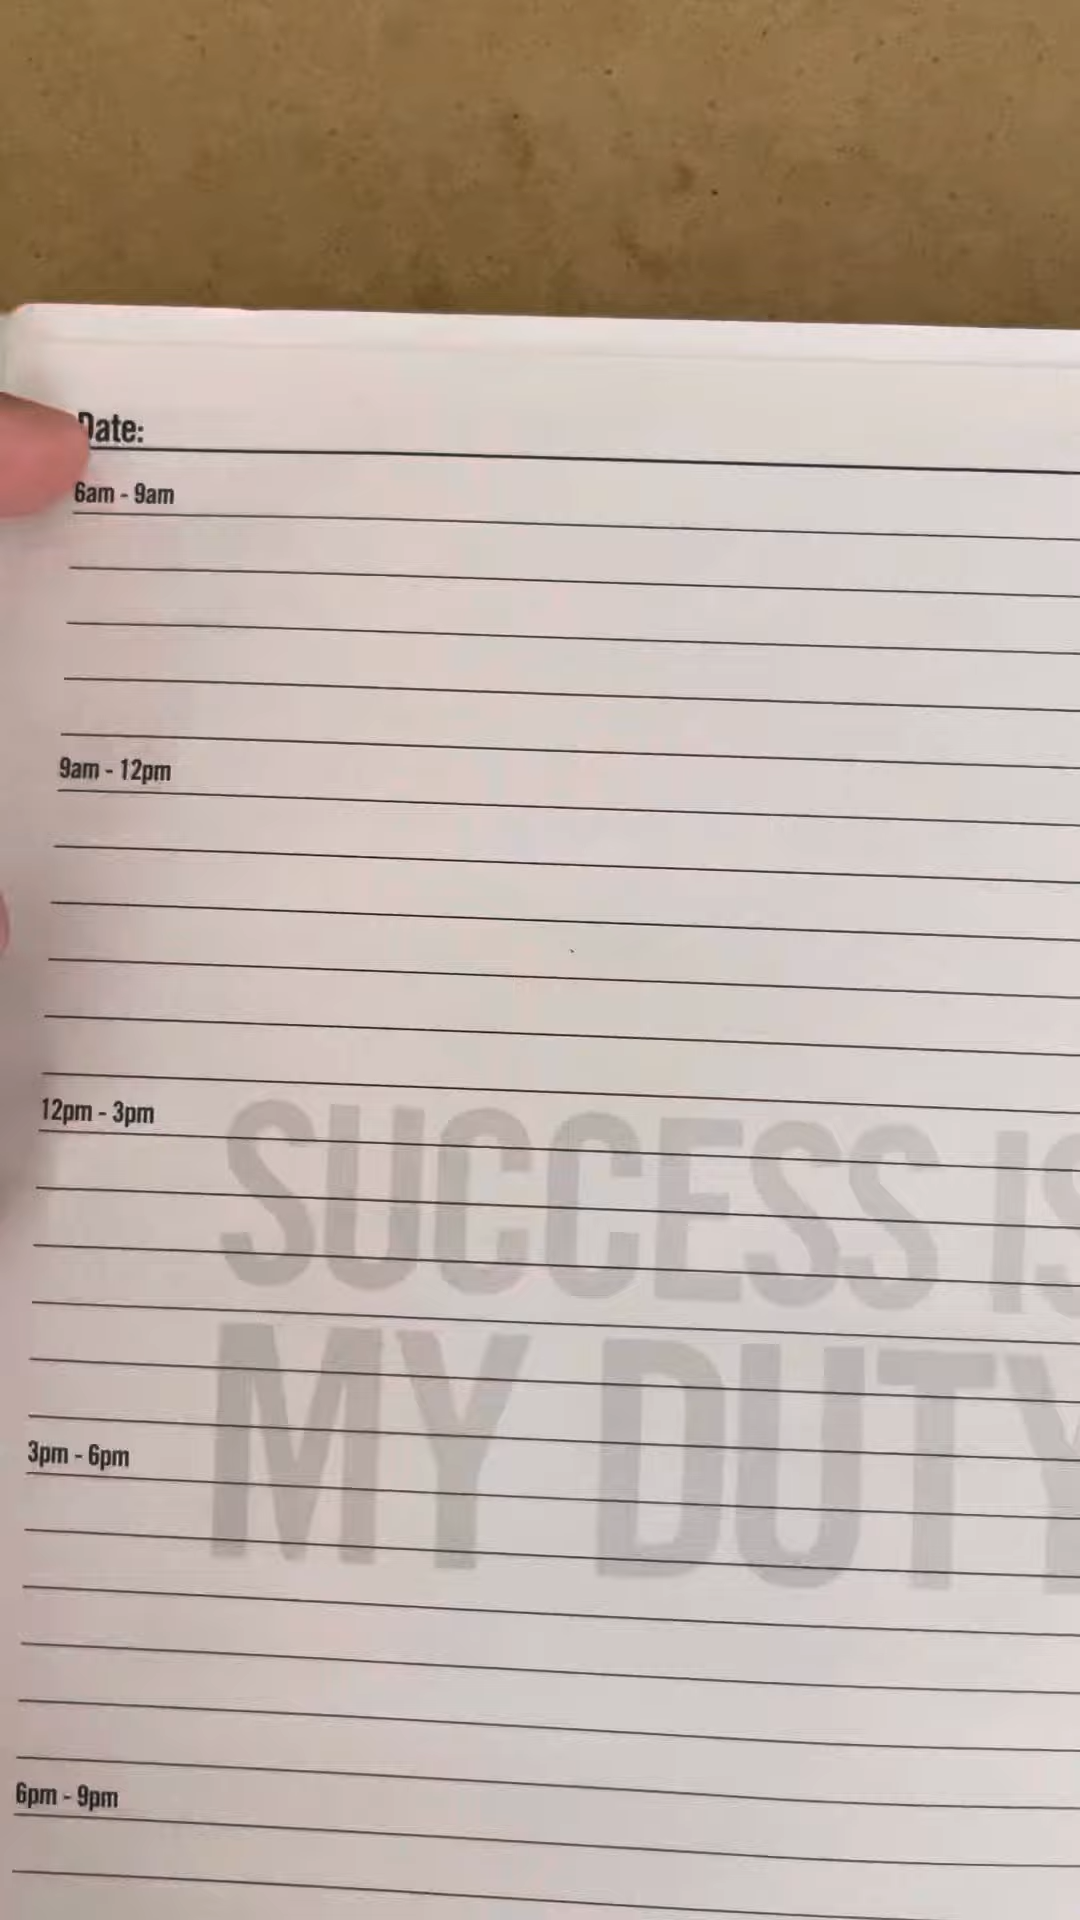 Date:
6am - 9am
9am - 12pm
12pm - 3pm
SUCCESS IS
MY DUTY
3pm - 6pm
6pm - 9pm